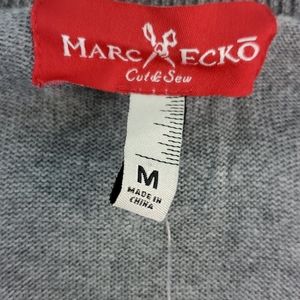 MARC ECKŌ
Cut & Sew
M
MADE IN
CHINA